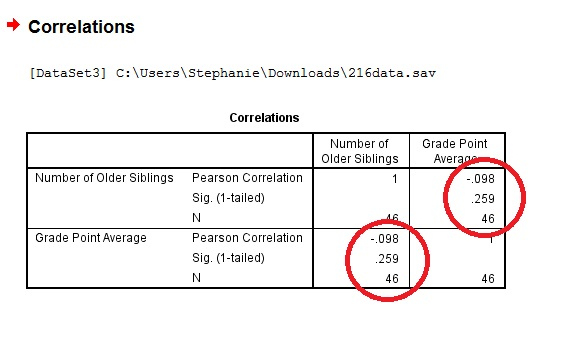 Correlations
[DataSet3] C:\Users\Stephanie\Downloads\216data.sav
Correlations
Number of Older Siblings Grade Point Average
Number of Older Siblings Pearson Correlation 1 -.098
Sig. (1-tailed) .259
N 46 46
Grade Point Average Pearson Correlation -.098 1
Sig. (1-tailed) .259
N 46 46